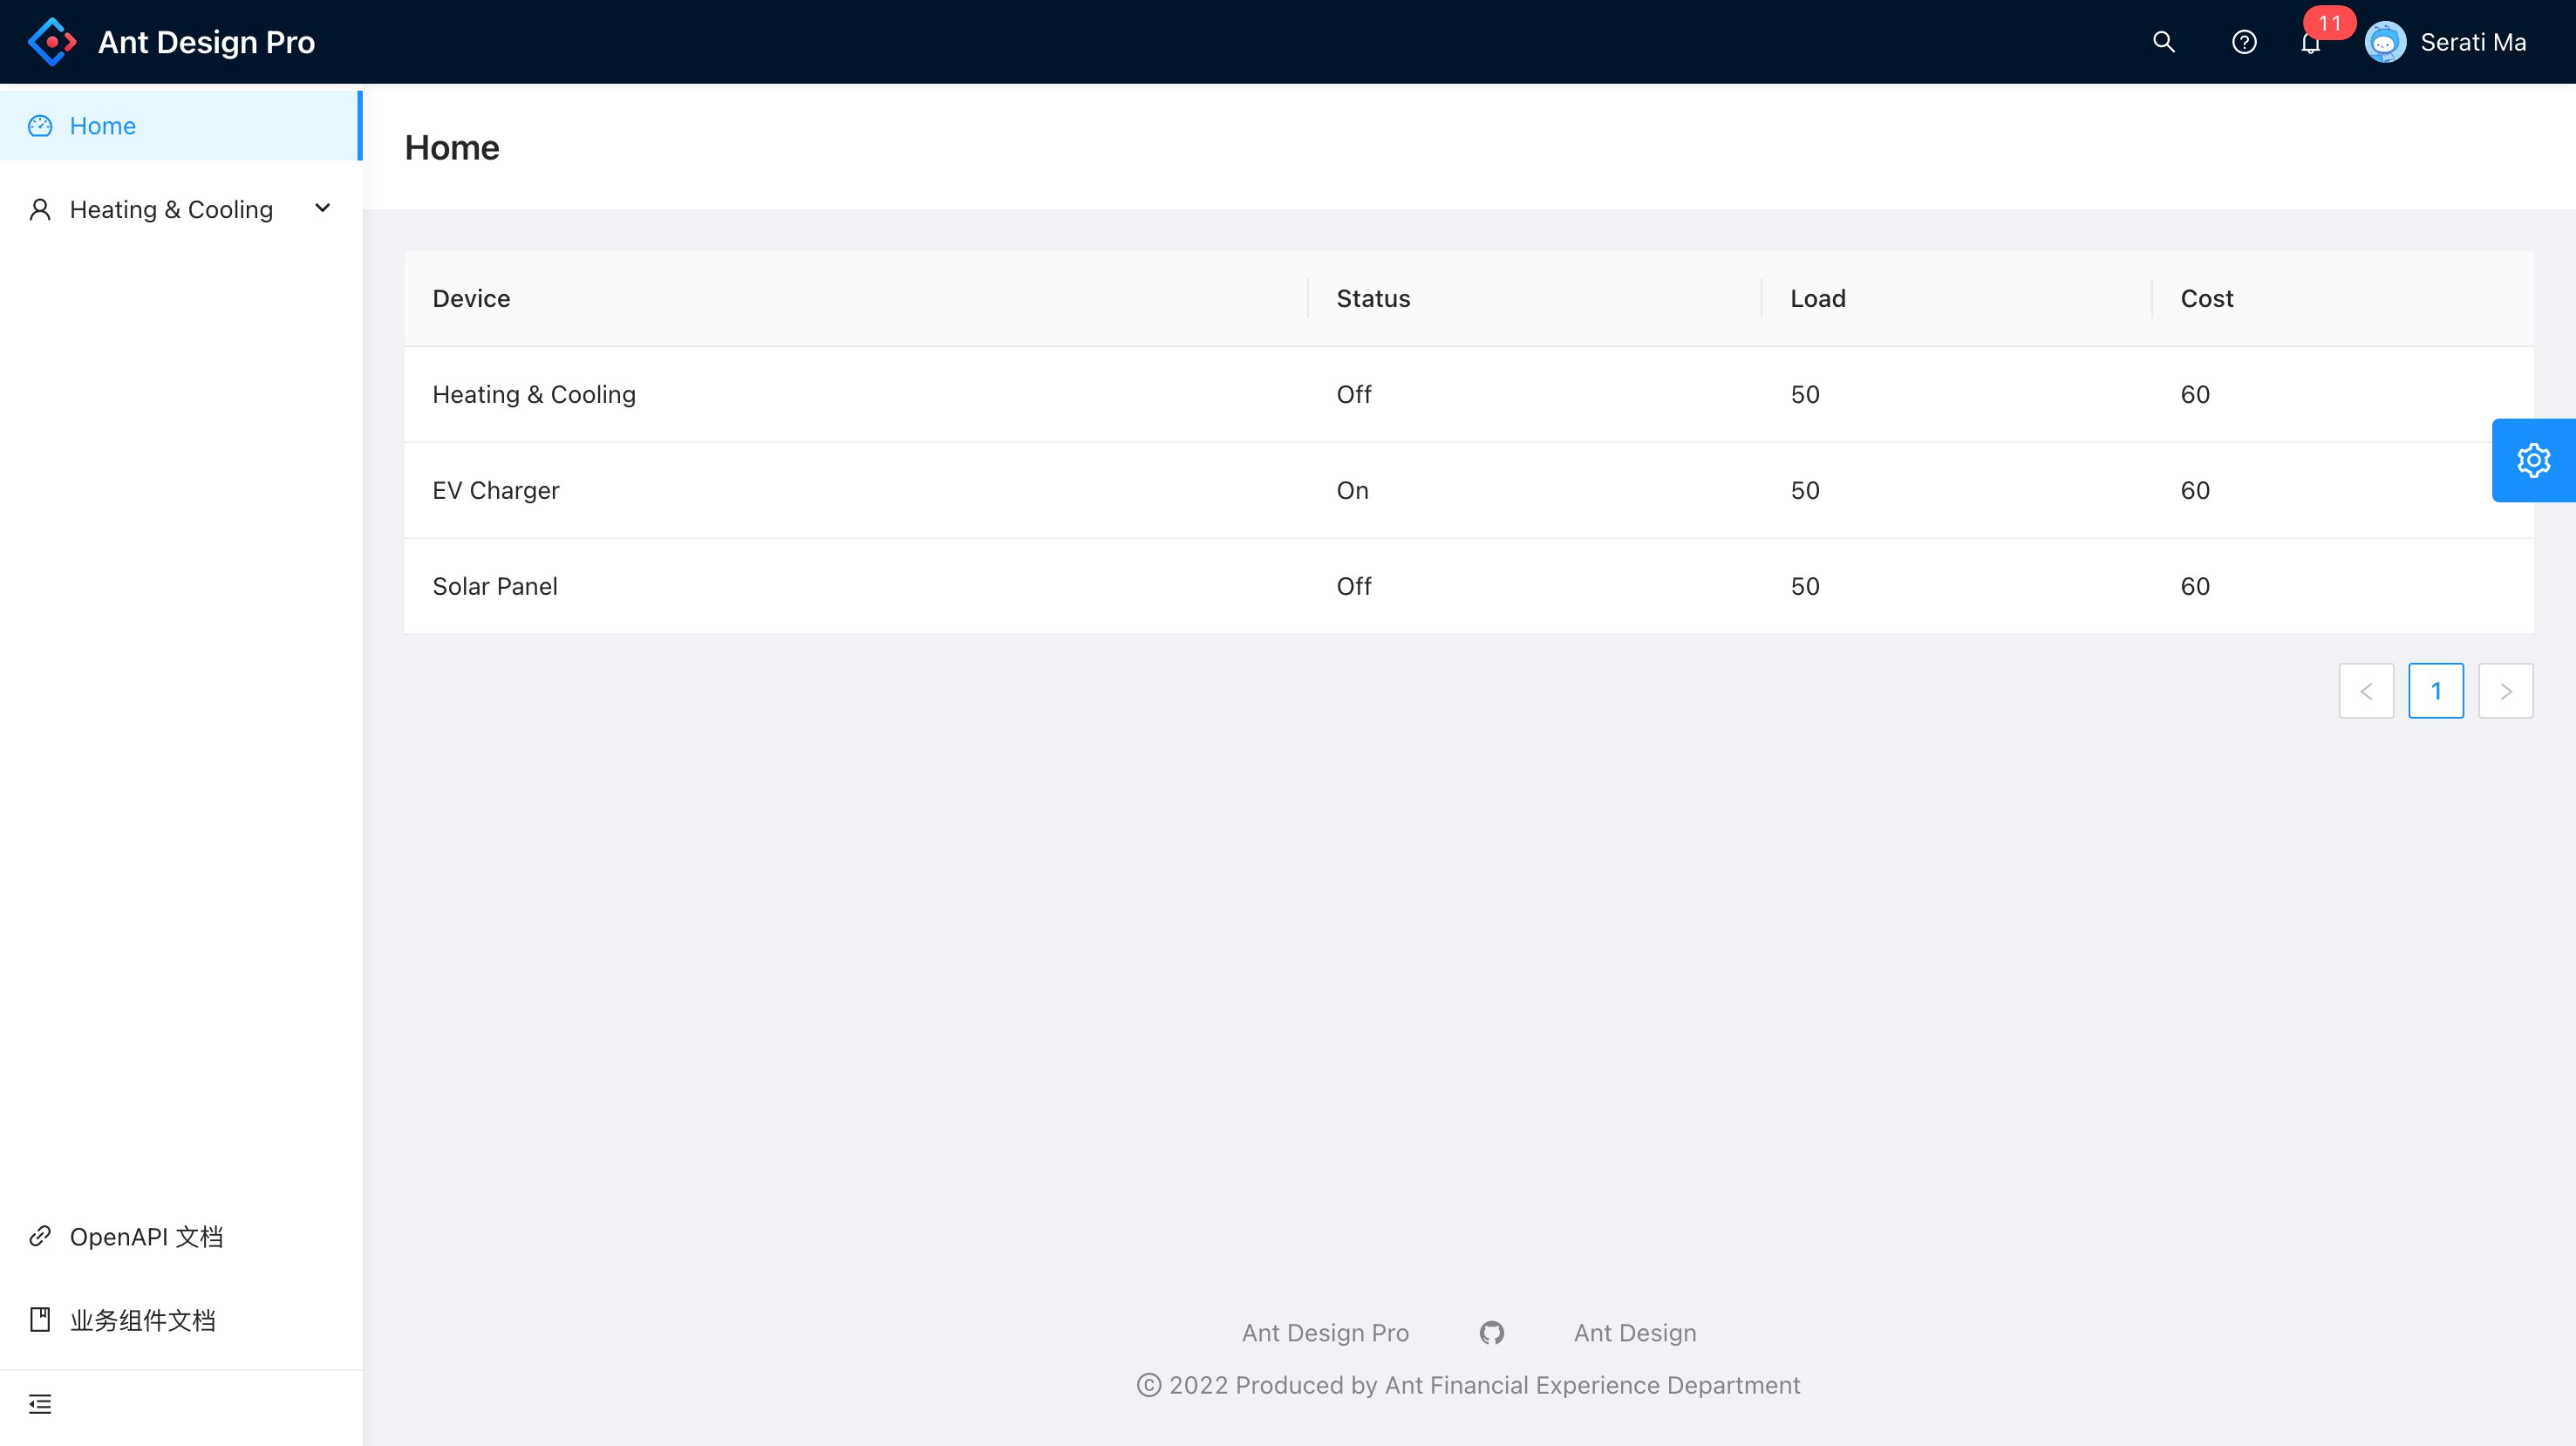 Ant Design Pro
11
Serati Ma
Home
Heating & Cooling
Home
Device Status Load Cost
Heating & Cooling Off 50 60
EV Charger On 50 60
Solar Panel Off 50 60
1
OpenAPI 文档
业务组件文档
Ant Design Pro Ant Design
© 2022 Produced by Ant Financial Experience Department